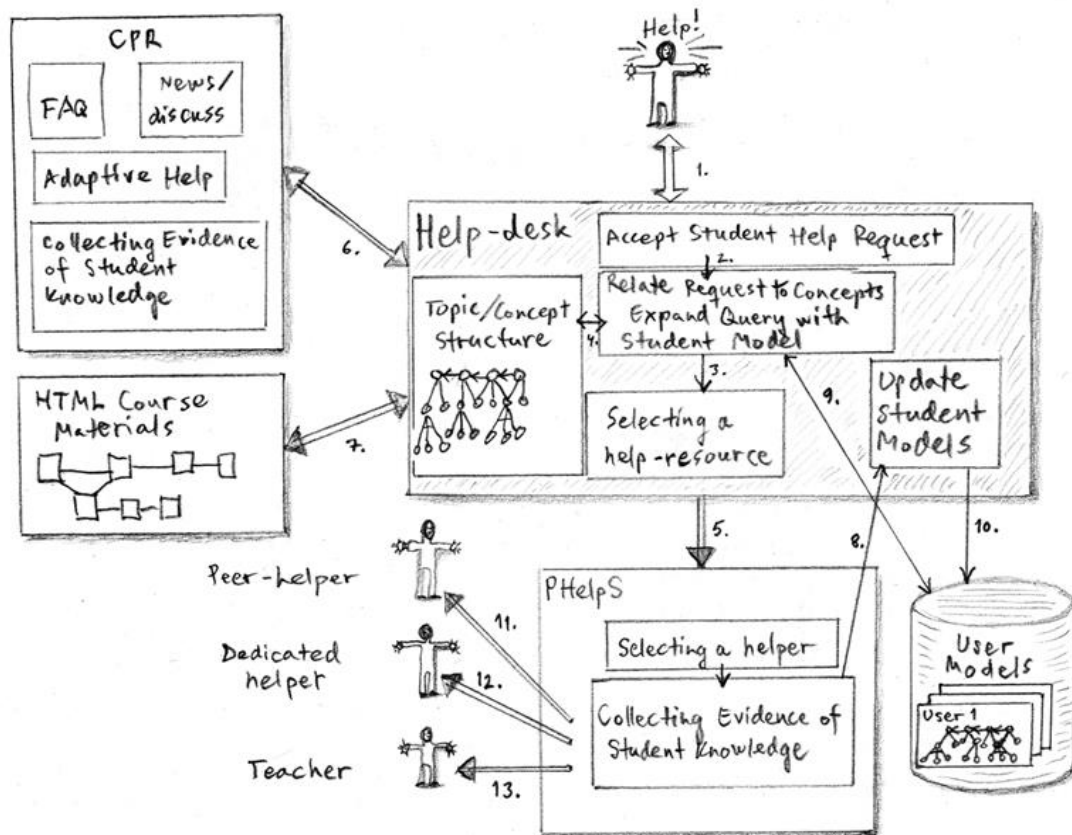 CPR
FAQ
News/
discuss
Adaptive Help
Collecting Evidence
of Student
Knowledge
Help!
1.
6.
Help-desk
Accept Student Help Request
2.
Relate Request to Concepts
Expand Query with
Student Model
4.
Topic/Concept
Structure
3.
Selecting a
help-resource
9.
Update
Student
Models
HTML Course
Materials
7.
5.
8.
10.
Peer-helper
11.
Dedicated
helper
12.
Teacher
13.
PHelpS
Selecting a helper
Collecting Evidence of
Student Knowledge
User
Models
User 1